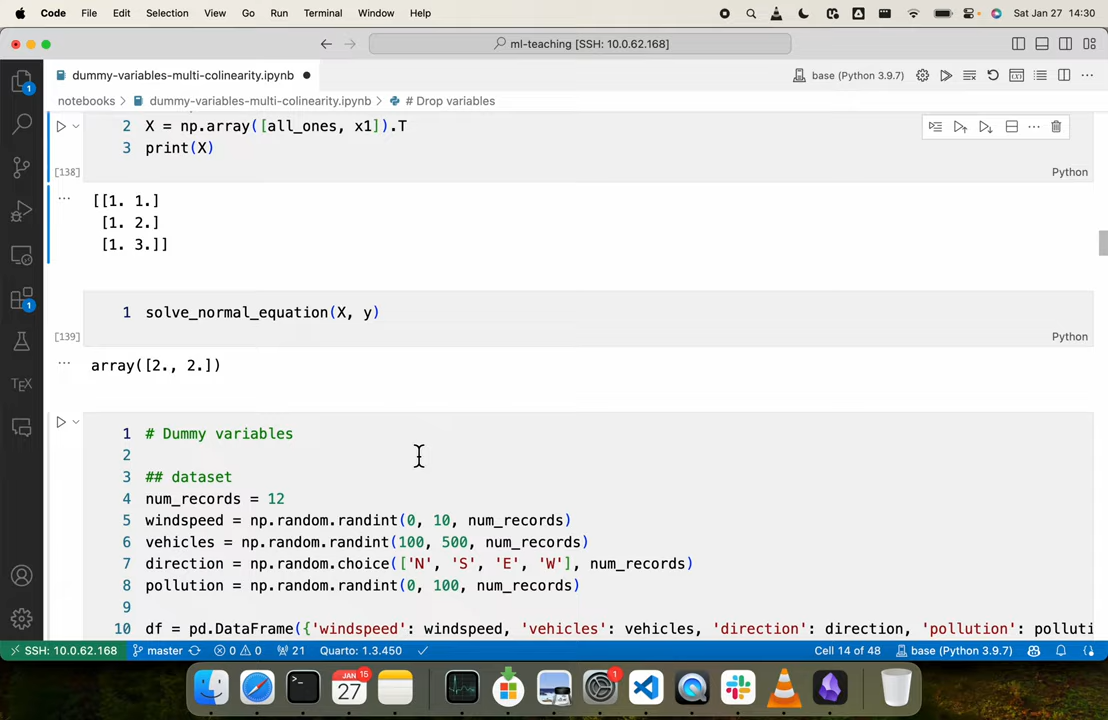 Code File Edit Selection View Go Run Terminal Window Help Sat Jan 27 14:30
ml-teaching [SSH: 10.0.62.168]
dummy-variables-multi-colinearity.ipynb base (Python 3.9.7)
notebooks > dummy-variables-multi-colinearity.ipynb > # Drop variables
2 X = np.array([all_ones, x1]).T
3 print(X)
[138] Python
[[1. 1.]
[1. 2.]
[1. 3.]]
1 solve_normal_equation(X, y)
[139] Python
array([2., 2.])
1 # Dummy variables
2
3 ## dataset
4 num_records = 12
5 windspeed = np.random.randint(0, 10, num_records)
6 vehicles = np.random.randint(100, 500, num_records)
7 direction = np.random.choice(['N', 'S', 'E', 'W'], num_records)
8 pollution = np.random.randint(0, 100, num_records)
9
10 df = pd.DataFrame({'windspeed': windspeed, 'vehicles': vehicles, 'direction': direction, 'pollution': polluti
1
1
TEX
SSH: 10.0.62.168 master 0 0 21 Quarto: 1.3.450 Cell 14 of 48 base (Python 3.9.7)
JAN 15
27
1